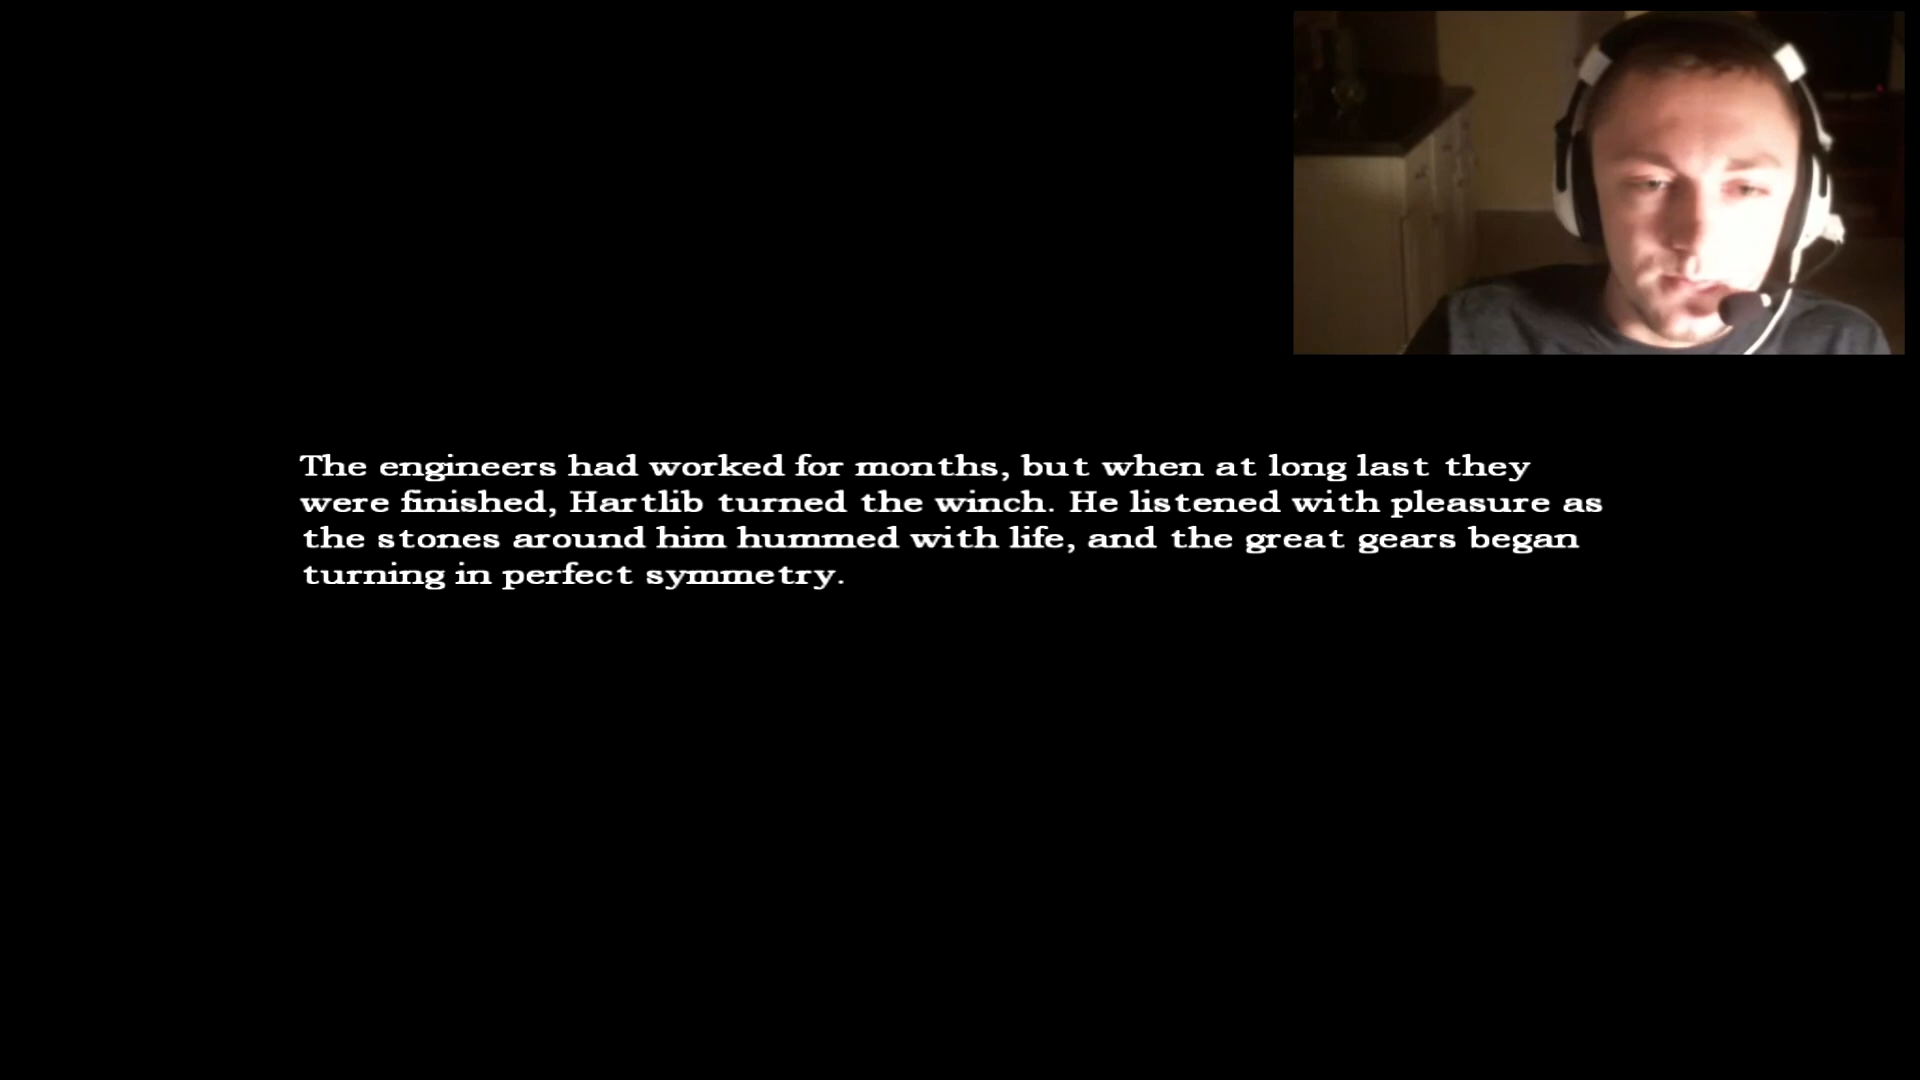 The engineers had worked for months, but when at long last they
were finished, Hartlib turned the winch. He listened with pleasure as
the stones around him hummed with life, and the great gears began
turning in perfect symmetry.